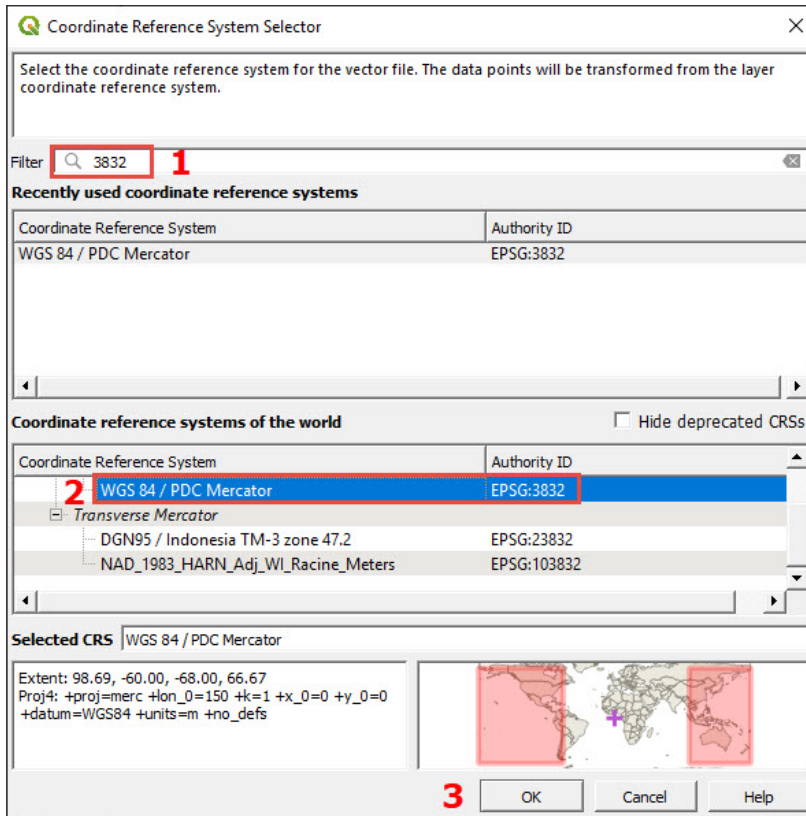 Coordinate Reference System Selector
Select the coordinate reference system for the vector file. The data points will be transformed from the layer
coordinate reference system.
Filter 3832 1
Recently used coordinate reference systems
Coordinate Reference System Authority ID
WGS 84 / PDC Mercator EPSG:3832
Coordinate reference systems of the world Hide deprecated CRSs
Coordinate Reference System Authority ID
2 WGS 84 / PDC Mercator EPSG:3832
Transverse Mercator
DGN95 / Indonesia TM-3 zone 47.2 EPSG:23832
NAD_1983_HARN_Adj_WI_Racine_Meters EPSG:103832
Selected CRS WGS 84 / PDC Mercator
Extent: 98.69, -60.00, -68.00, 66.67
Proj4: +proj=merc +lon_0=150 +k=1 +x_0=0 +y_0=0
+datum=WGS84 +units=m +no_defs
3 OK Cancel Help